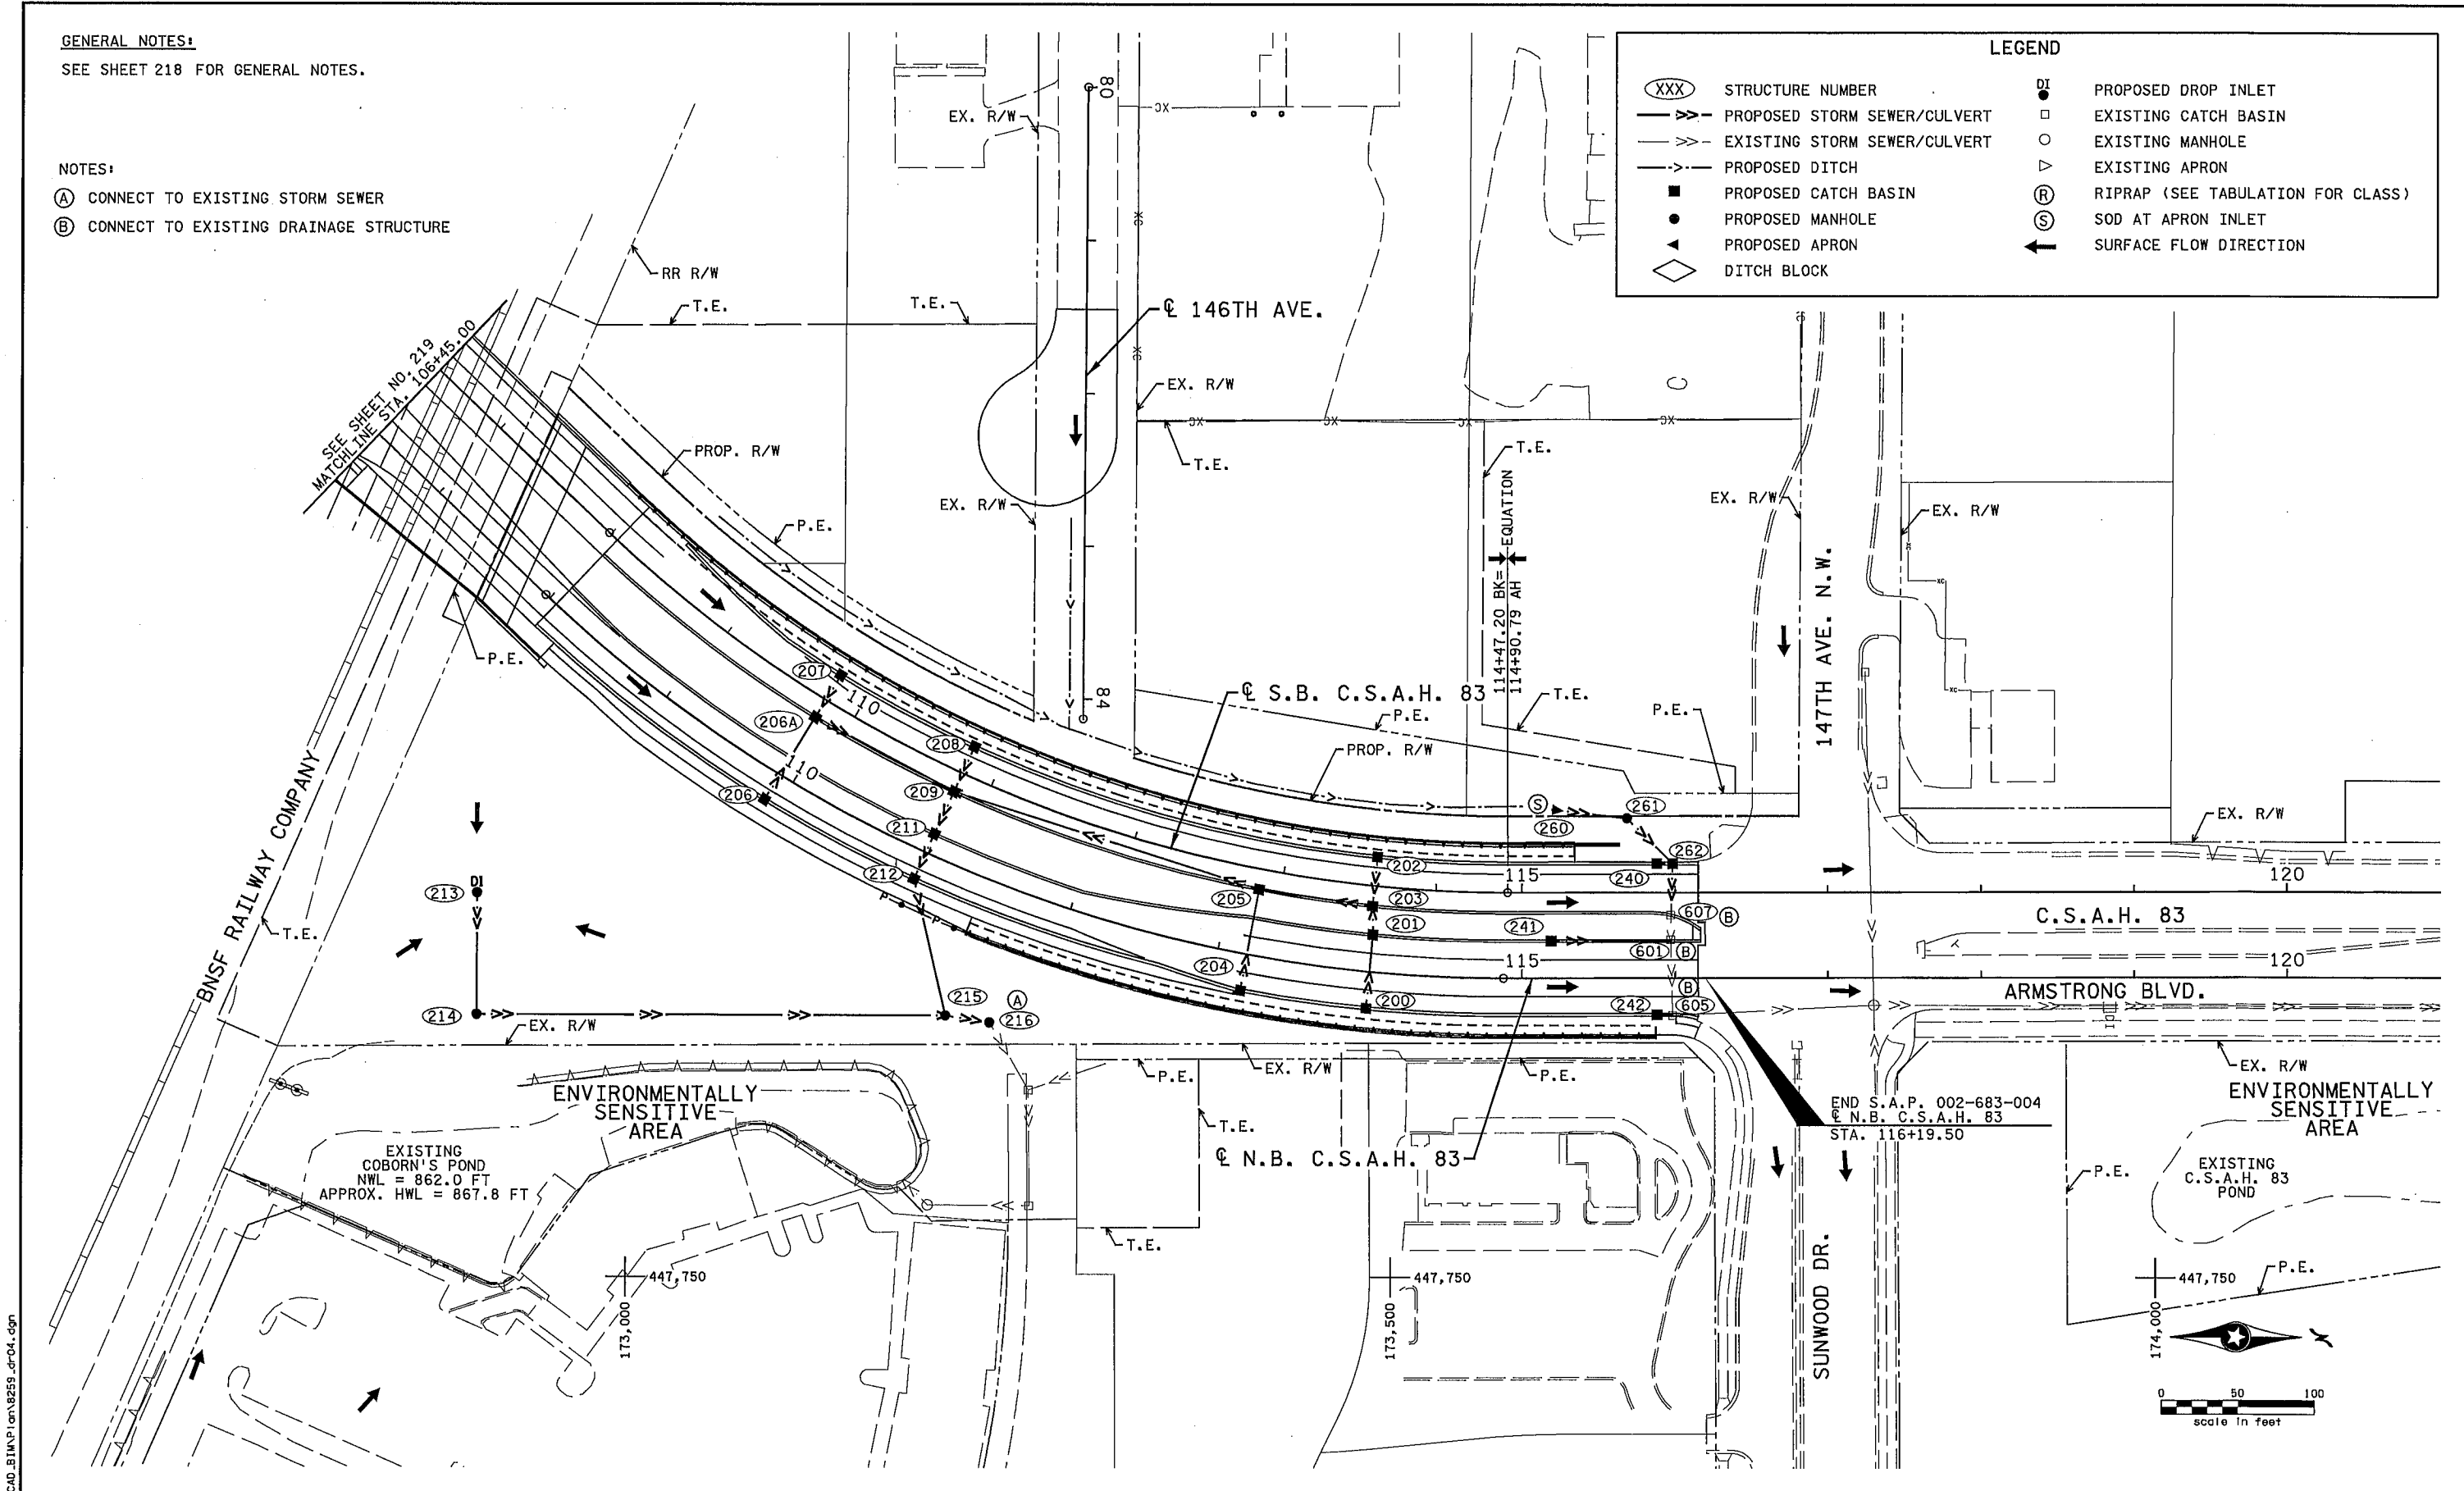 GENERAL NOTES:
SEE SHEET 218 FOR GENERAL NOTES.
NOTES:
(A) CONNECT TO EXISTING STORM SEWER
(B) CONNECT TO EXISTING DRAINAGE STRUCTURE
LEGEND
XXX STRUCTURE NUMBER
PROPOSED STORM SEWER/CULVERT
EXISTING STORM SEWER/CULVERT
PROPOSED DITCH
PROPOSED CATCH BASIN
PROPOSED MANHOLE
PROPOSED APRON
DITCH BLOCK
DI PROPOSED DROP INLET
EXISTING CATCH BASIN
EXISTING MANHOLE
EXISTING APRON
(R) RIPRAP (SEE TABULATION FOR CLASS)
(S) SOD AT APRON INLET
SURFACE FLOW DIRECTION
80
EX. R/W
RR R/W
T.E.
T.E.
℄ 146TH AVE.
SEE SHEET NO. 219
MATCHLINE STA. 106+45.00
EX. R/W
T.E.
PROP. R/W
P.E.
EX. R/W
T.E.
EQUATION
114+47.20 BK=
114+90.79 AH
EX. R/W
EX. R/W
147TH AVE. N.W.
P.E.
207
110
84
℄ S.B. C.S.A.H. 83
P.E.
T.E.
P.E.
206A
208
PROP. R/W
110
206
209
211
212
BNSF RAILWAY COMPANY
T.E.
213
DI
214
215
(A)
216
P
P
S
260
261
262
240
202
115
205
203
201
241
607
(B)
601
(B)
204
115
200
242
(B)
605
EX. R/W
120
C.S.A.H. 83
120
ARMSTRONG BLVD.
EX. R/W
EX. R/W
P.E.
P.E.
T.E.
T.E.
℄ N.B. C.S.A.H. 83
END S.A.P. 002-683-004
℄ N.B. C.S.A.H. 83
STA. 116+19.50
EX. R/W
ENVIRONMENTALLY
SENSITIVE
AREA
EXISTING
COBORN'S POND
NWL = 862.0 FT
APPROX. HWL = 867.8 FT
ENVIRONMENTALLY
SENSITIVE
AREA
EXISTING
C.S.A.H. 83
POND
P.E.
P.E.
SUNWOOD DR.
447,750
173,000
447,750
173,500
447,750
174,000
0 50 100
scale in feet
CAD_BIM\Plan\8259_dr04.dgn